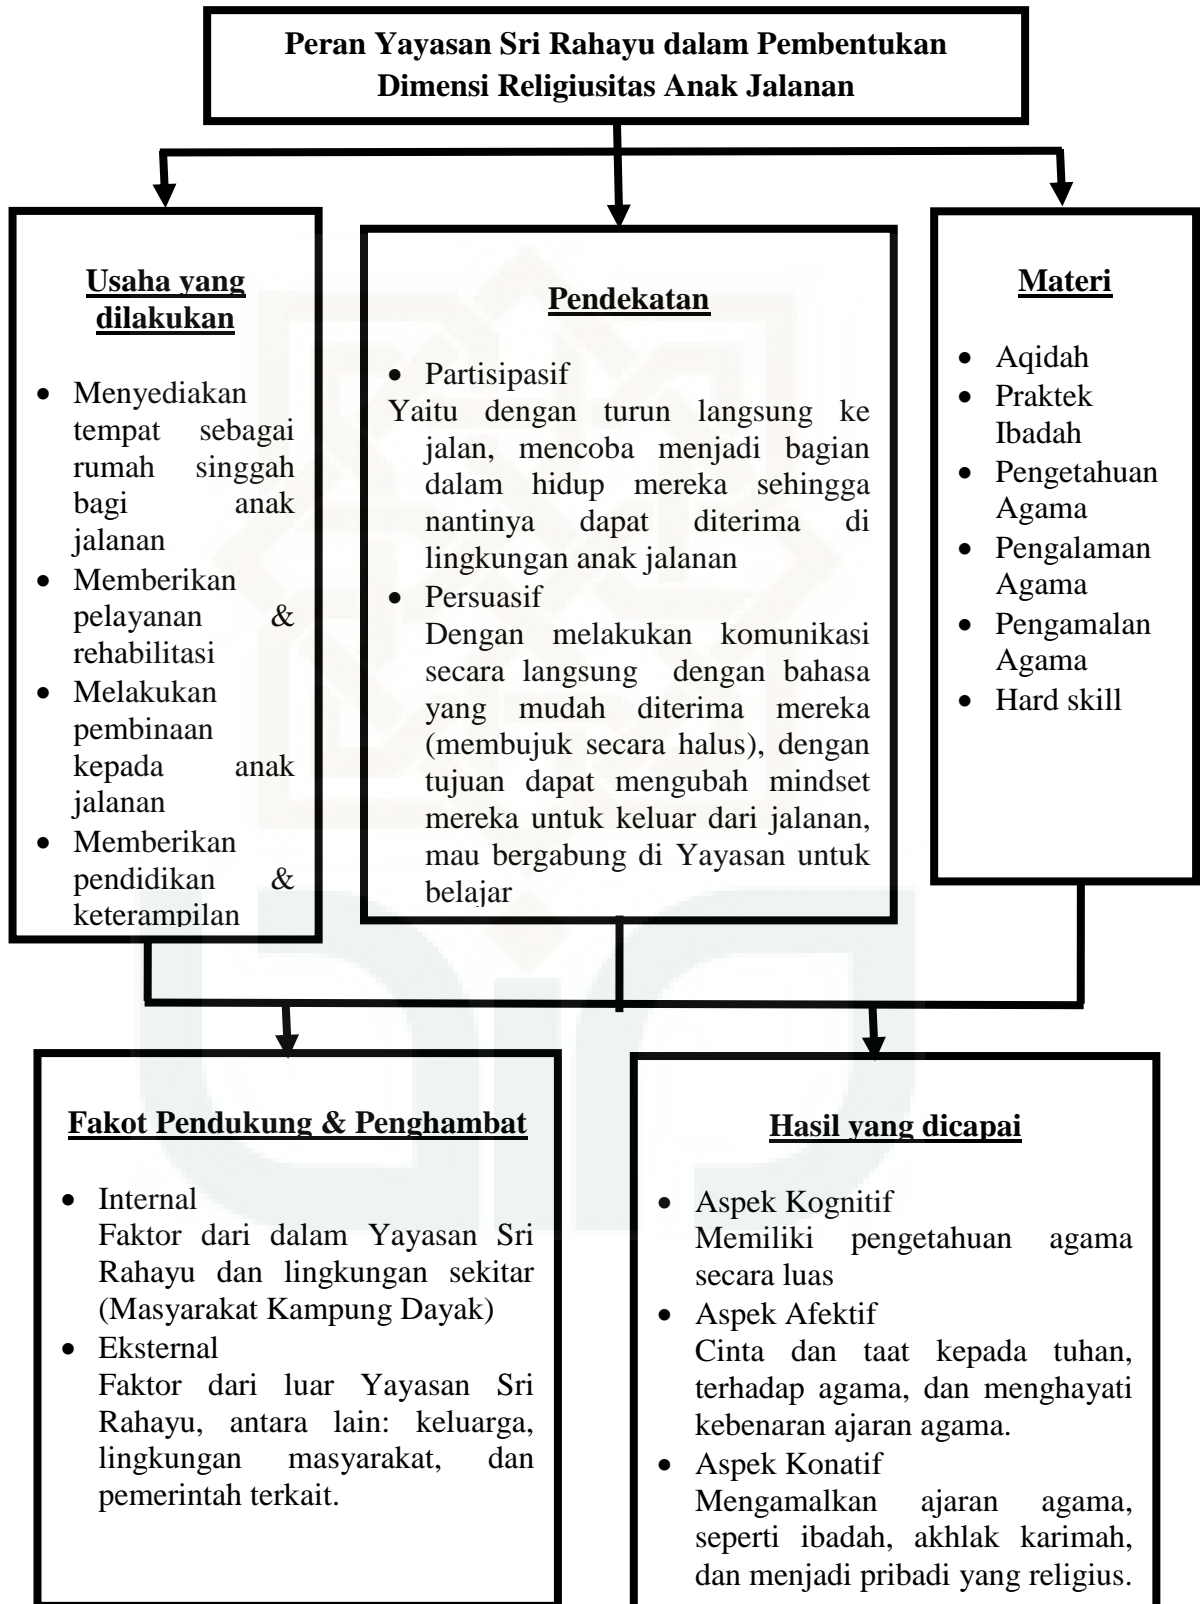 Peran Yayasan Sri Rahayu dalam Pembentukan
Dimensi Religiusitas Anak Jalanan
Usaha yang
dilakukan
• Menyediakan
tempat sebagai
rumah singgah
bagi anak
jalanan
• Memberikan
pelayanan &
rehabilitasi
• Melakukan
pembinaan
kepada anak
jalanan
• Memberikan
pendidikan &
keterampilan
Pendekatan
• Partisipasif
Yaitu dengan turun langsung ke
jalan, mencoba menjadi bagian
dalam hidup mereka sehingga
nantinya dapat diterima di
lingkungan anak jalanan
• Persuasif
Dengan melakukan komunikasi
secara langsung dengan bahasa
yang mudah diterima mereka
(membujuk secara halus), dengan
tujuan dapat mengubah mindset
mereka untuk keluar dari jalanan,
mau bergabung di Yayasan untuk
belajar
Materi
• Aqidah
• Praktek
Ibadah
• Pengetahuan
Agama
• Pengalaman
Agama
• Pengamalan
Agama
• Hard skill
Fakot Pendukung & Penghambat
• Internal
Faktor dari dalam Yayasan Sri
Rahayu dan lingkungan sekitar
(Masyarakat Kampung Dayak)
• Eksternal
Faktor dari luar Yayasan Sri
Rahayu, antara lain: keluarga,
lingkungan masyarakat, dan
pemerintah terkait.
Hasil yang dicapai
• Aspek Kognitif
Memiliki pengetahuan agama
secara luas
• Aspek Afektif
Cinta dan taat kepada tuhan,
terhadap agama, dan menghayati
kebenaran ajaran agama.
• Aspek Konatif
Mengamalkan ajaran agama,
seperti ibadah, akhlak karimah,
dan menjadi pribadi yang religius.